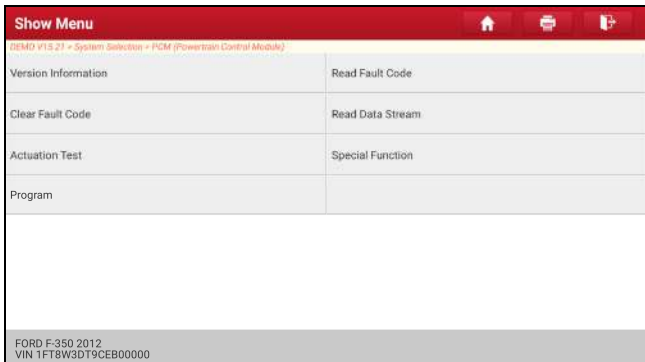 Show Menu
DEMO V15.21 > System Selection > PCM (Powertrain Control Module)
Version Information
Read Fault Code
Clear Fault Code
Read Data Stream
Actuation Test
Special Function
Program
FORD F-350 2012
VIN 1FT8W3DT9CEB00000